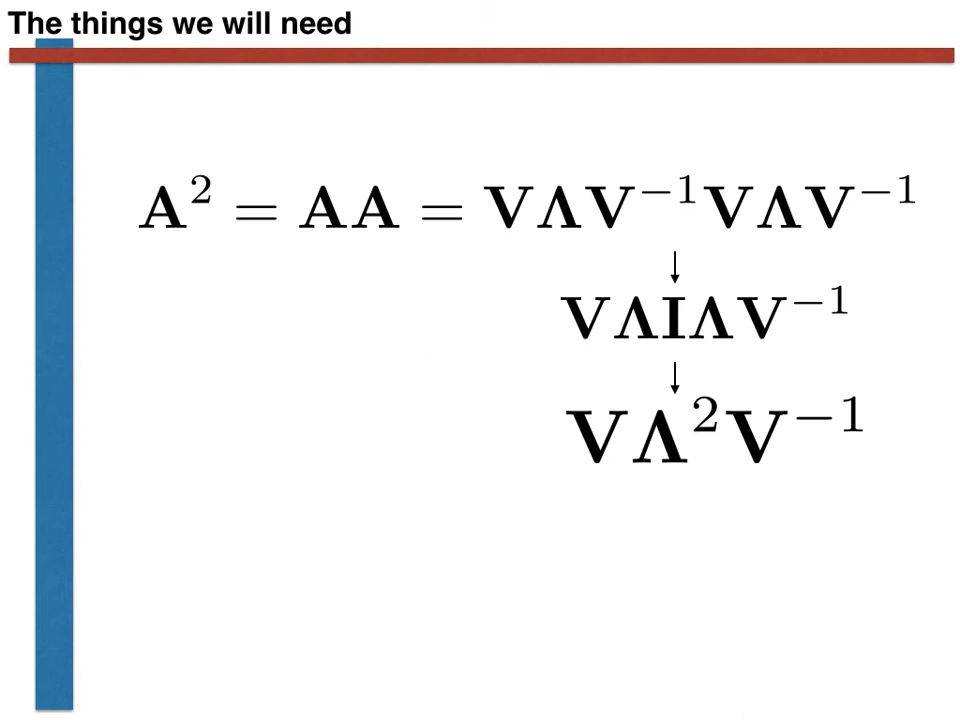 The things we will need
A² = AA = VΛV⁻¹VΛV⁻¹
↓
VΛIΛV⁻¹
↓
VΛ²V⁻¹